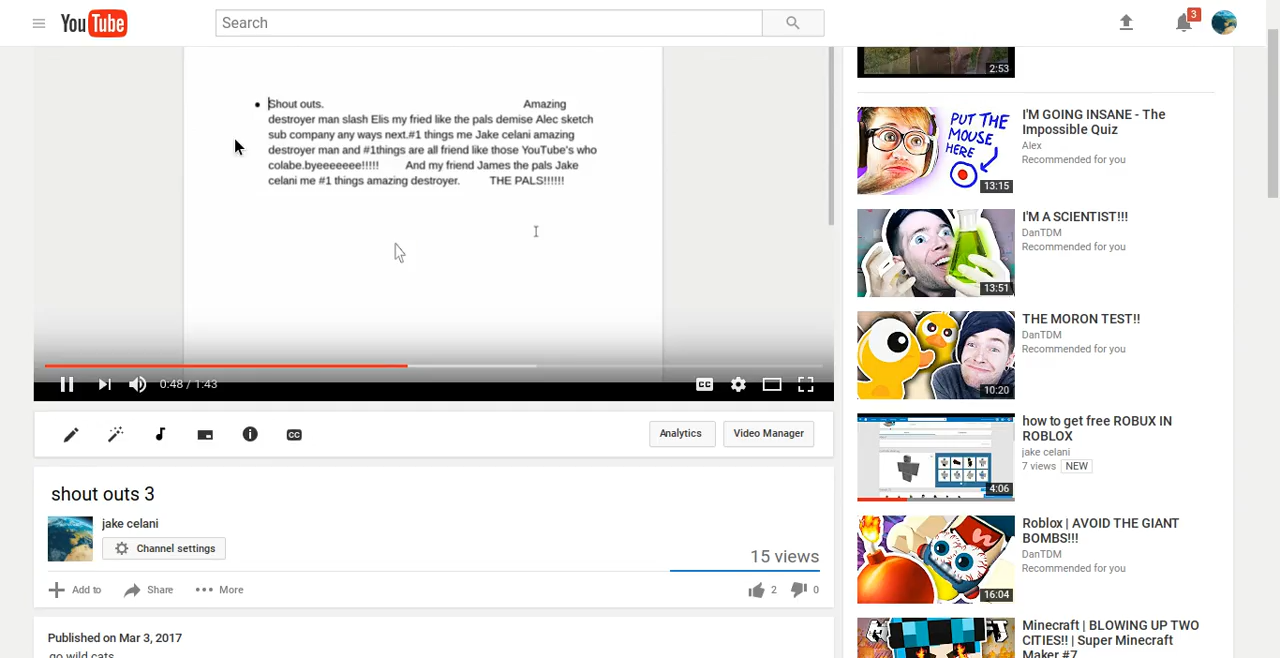 YouTube
Search
3
Shout outs. Amazing
destroyer man slash Elis my fried like the pals demise Alec sketch
sub company any ways next.#1 things me Jake celani amazing
destroyer man and #1things are all friend like those YouTube's who
colabe.byeeeeeee!!!!! And my friend James the pals Jake
celani me #1 things amazing destroyer. THE PALS!!!!!!
0:48 / 1:43
CC
CC
Analytics
Video Manager
shout outs 3
jake celani
Channel settings
15 views
Add to
Share
More
2
0
Published on Mar 3, 2017
go wild cats
2:53
PUT THE
MOUSE
HERE
13:15
I'M GOING INSANE - The
Impossible Quiz
Alex
Recommended for you
13:51
I'M A SCIENTIST!!!
DanTDM
Recommended for you
10:20
THE MORON TEST!!
DanTDM
Recommended for you
4:06
how to get free ROBUX IN
ROBLOX
jake celani
7 views NEW
16:04
Roblox | AVOID THE GIANT
BOMBS!!!
DanTDM
Recommended for you
Minecraft | BLOWING UP TWO
CITIES!! | Super Minecraft
Maker #7